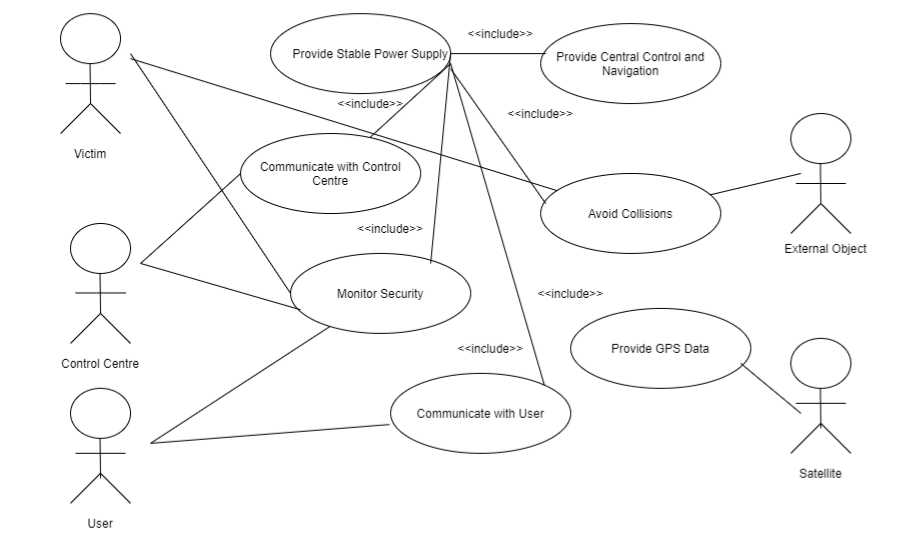 <<include>>
Provide Stable Power Supply
Provide Central Control and
Navigation
<<include>>
<<include>>
Victim
Communicate with Control
Centre
Avoid Collisions
<<include>>
External Object
Monitor Security
<<include>>
Control Centre
<<include>>
Provide GPS Data
Communicate with User
Satellite
User